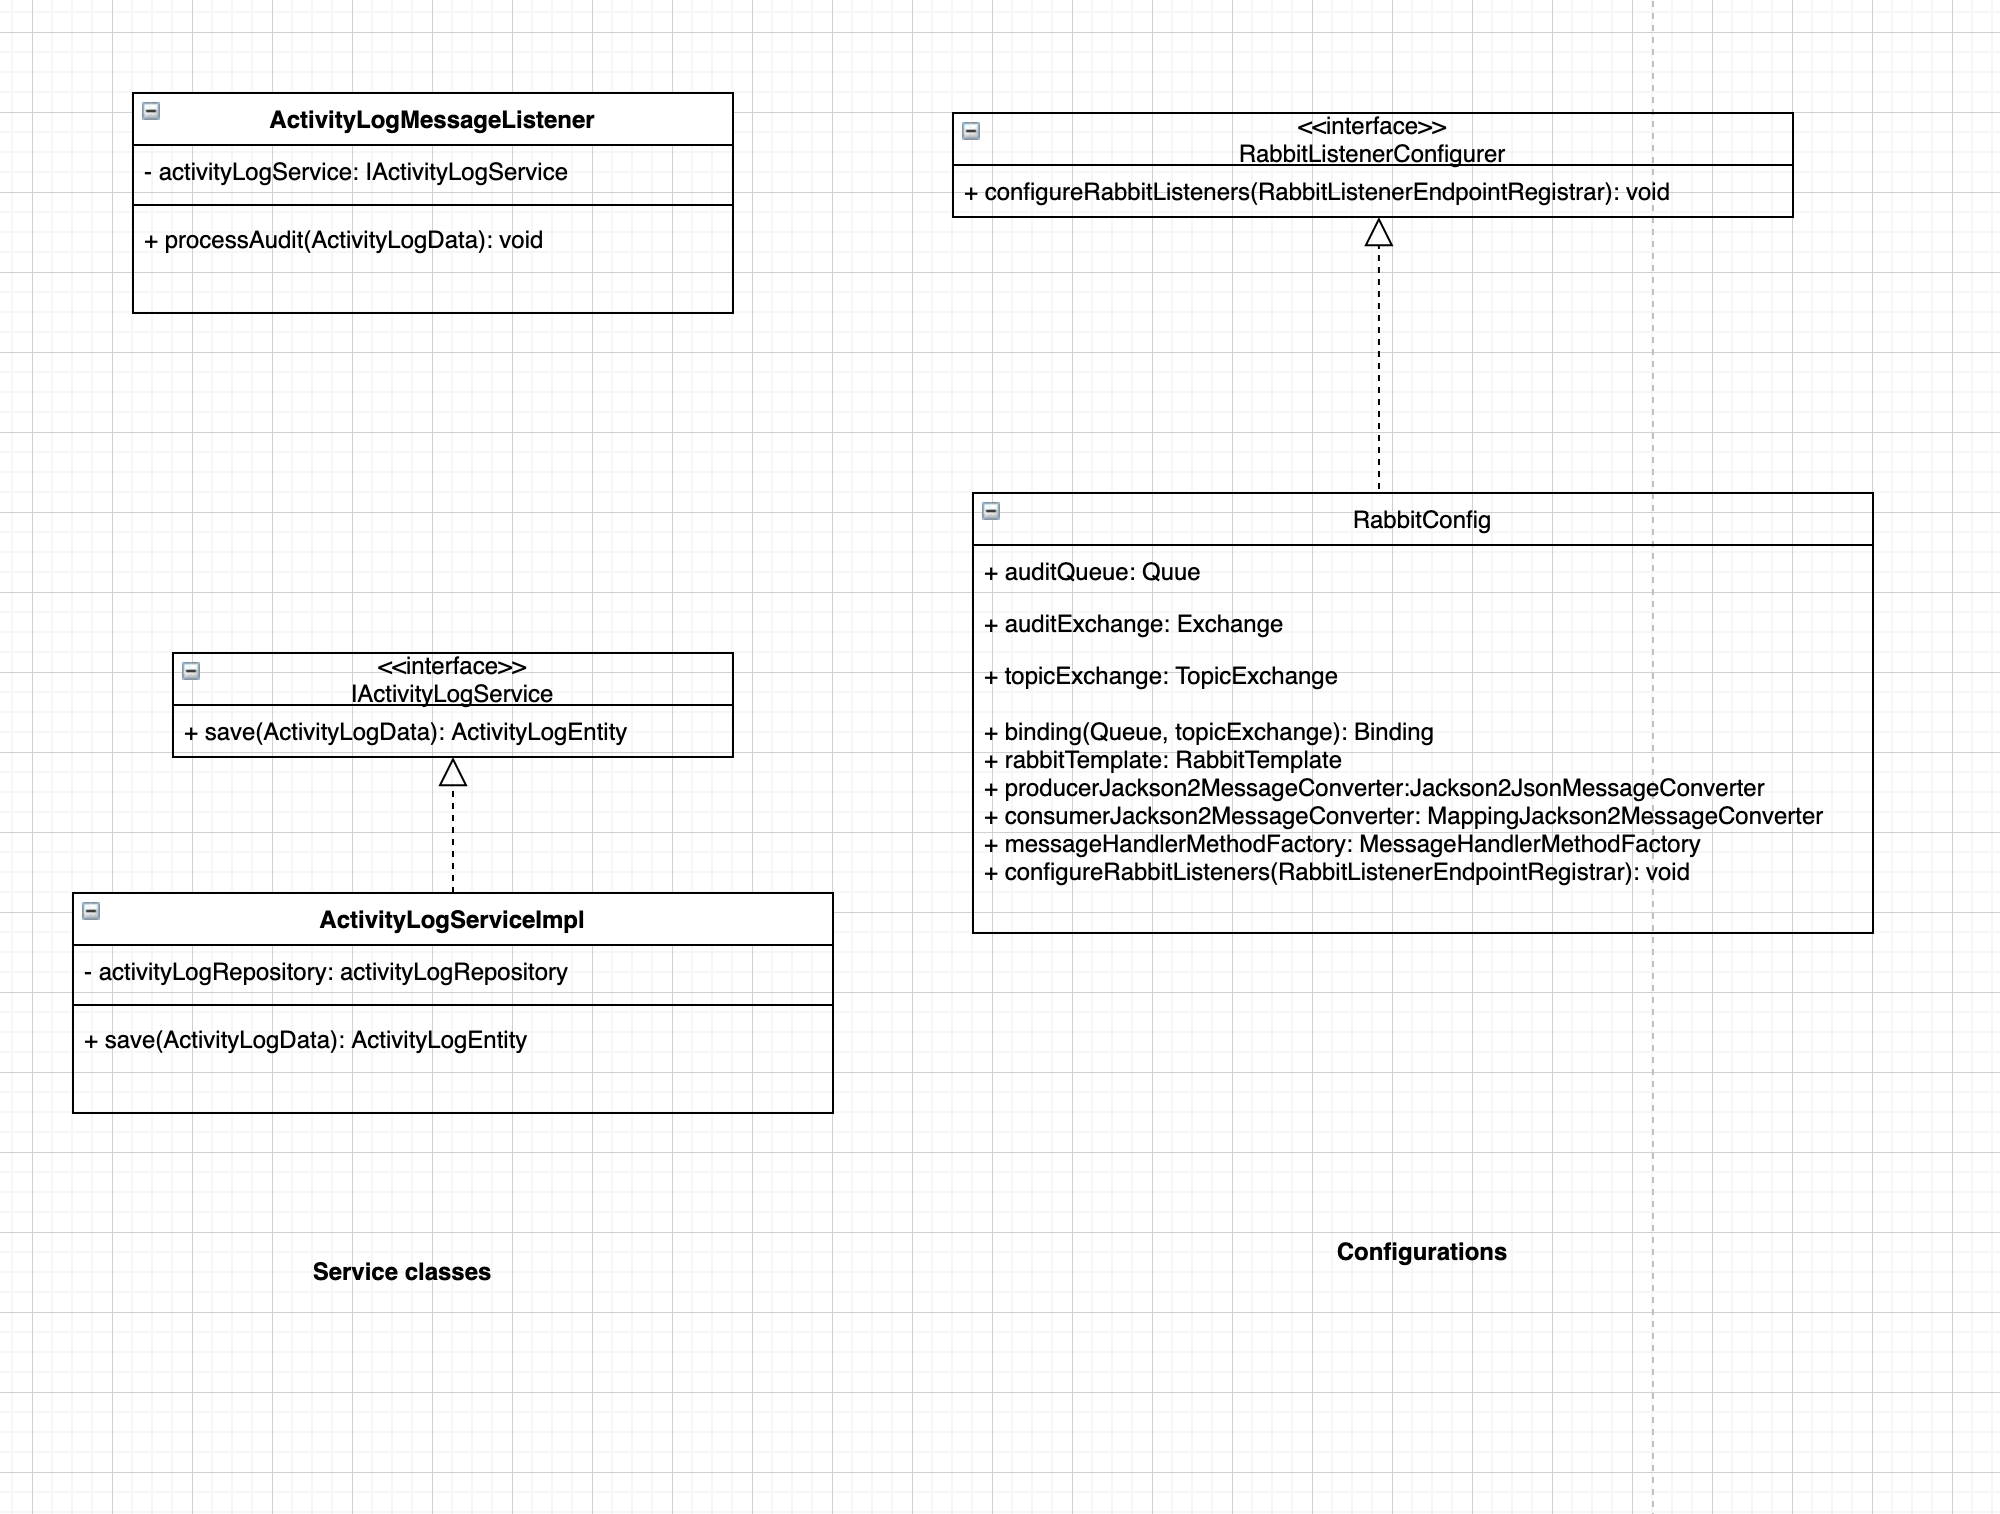 ActivityLogMessageListener
- activityLogService: IActivityLogService
+ processAudit(ActivityLogData): void
<<interface>>
IActivityLogService
+ save(ActivityLogData): ActivityLogEntity
ActivityLogServiceImpl
- activityLogRepository: activityLogRepository
+ save(ActivityLogData): ActivityLogEntity
Service classes
<<interface>>
RabbitListenerConfigurer
+ configureRabbitListeners(RabbitListenerEndpointRegistrar): void
RabbitConfig
+ auditQueue: Quue
+ auditExchange: Exchange
+ topicExchange: TopicExchange
+ binding(Queue, topicExchange): Binding
+ rabbitTemplate: RabbitTemplate
+ producerJackson2MessageConverter:Jackson2JsonMessageConverter
+ consumerJackson2MessageConverter: MappingJackson2MessageConverter
+ messageHandlerMethodFactory: MessageHandlerMethodFactory
+ configureRabbitListeners(RabbitListenerEndpointRegistrar): void
Configurations